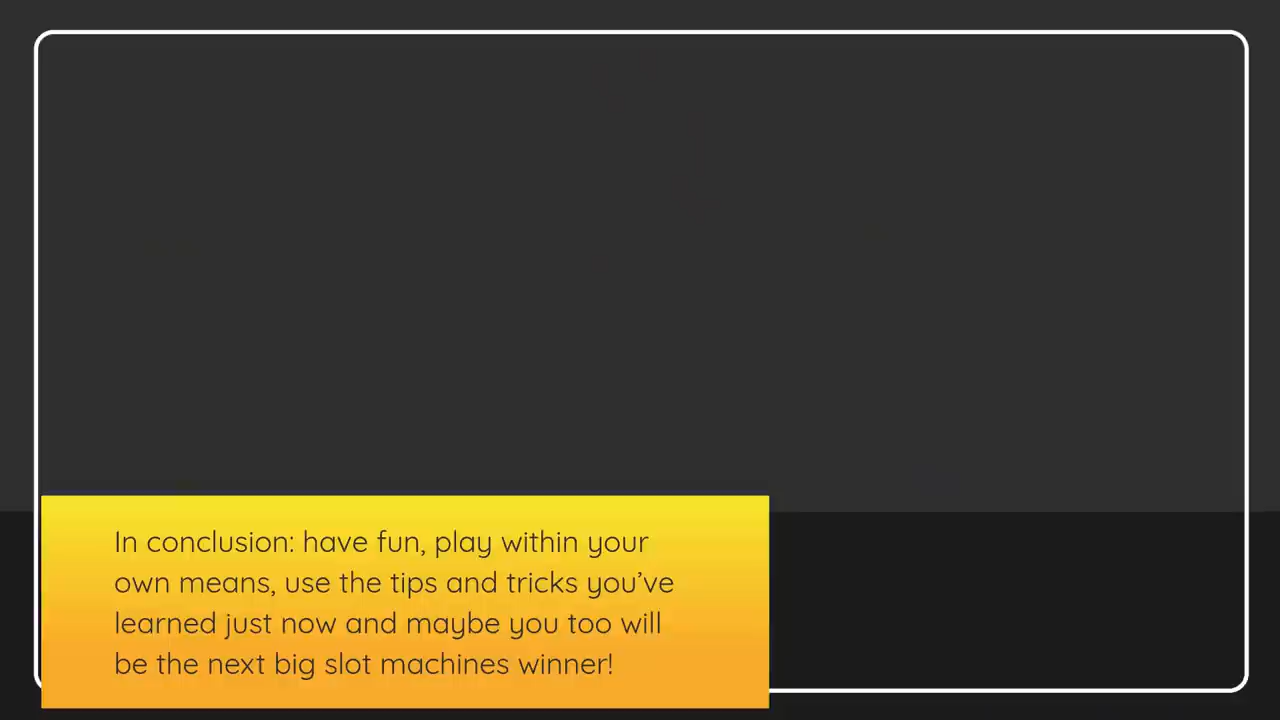 In conclusion: have fun, play within your
own means, use the tips and tricks you’ve
learned just now and maybe you too will
be the next big slot machines winner!